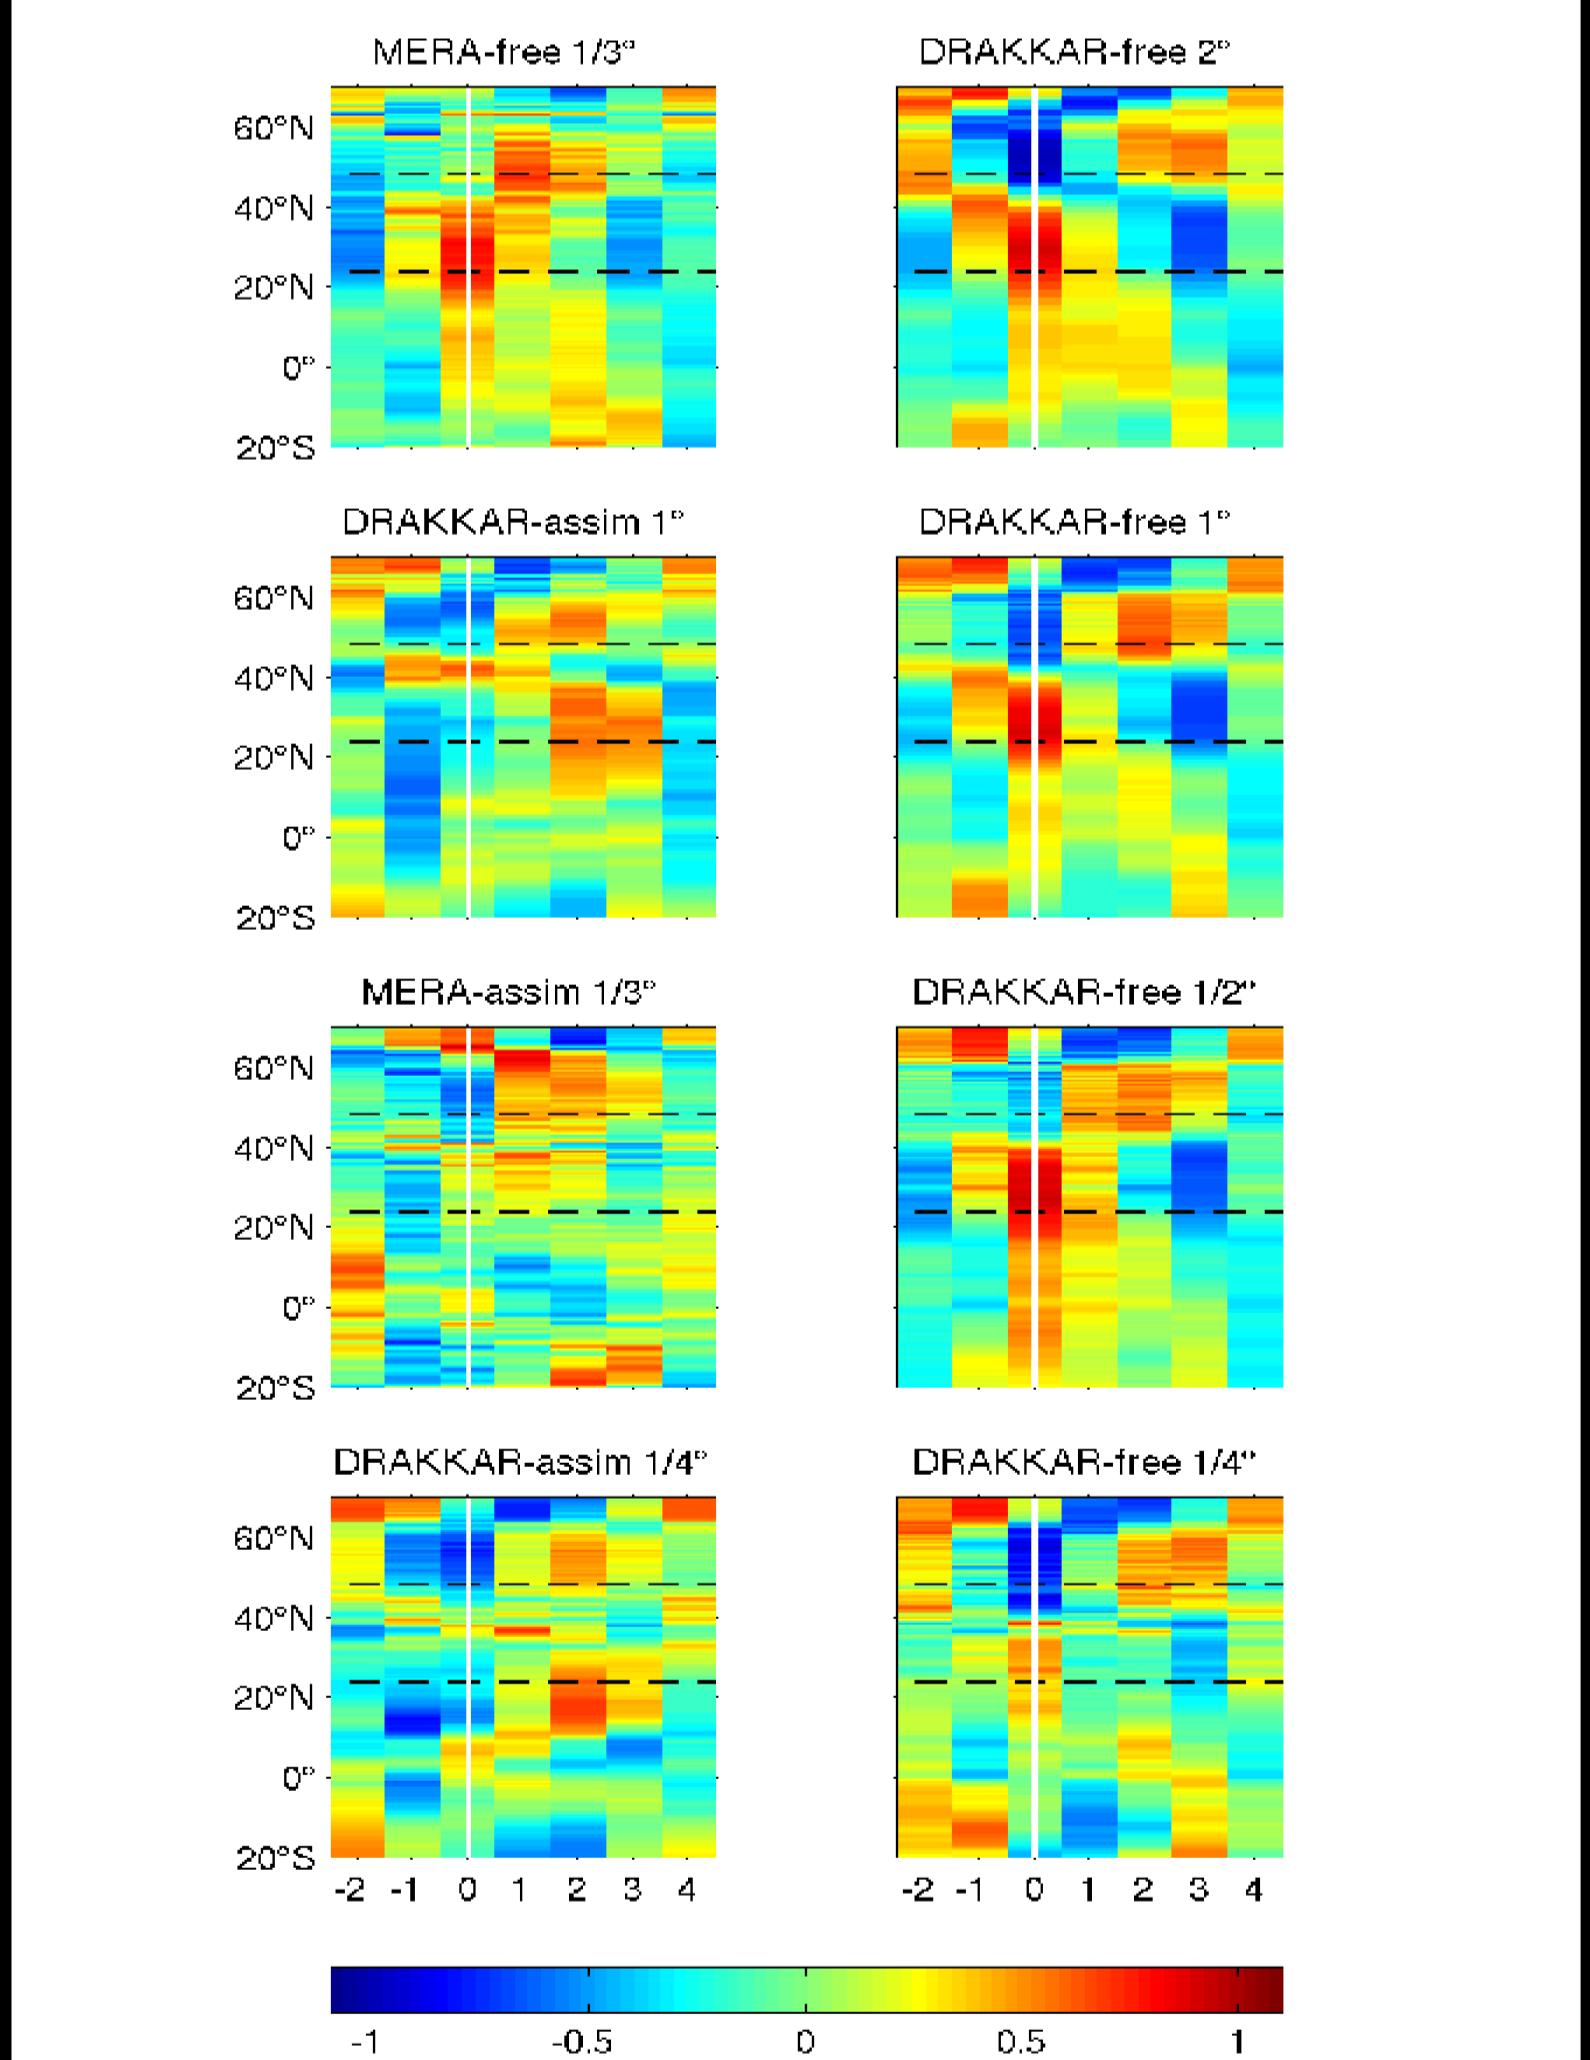 MERA-free 1/3° DRAKKAR-free 2°
60°N
40°N
20°N
0°
20°S
DRAKKAR-assim 1° DRAKKAR-free 1°
60°N
40°N
20°N
0°
20°S
MERA-assim 1/3° DRAKKAR-free 1/2°
60°N
40°N
20°N
0°
20°S
DRAKKAR-assim 1/4° DRAKKAR-free 1/4°
60°N
40°N
20°N
0°
20°S
-2 -1 0 1 2 3 4 -2 -1 0 1 2 3 4
-1 -0.5 0 0.5 1